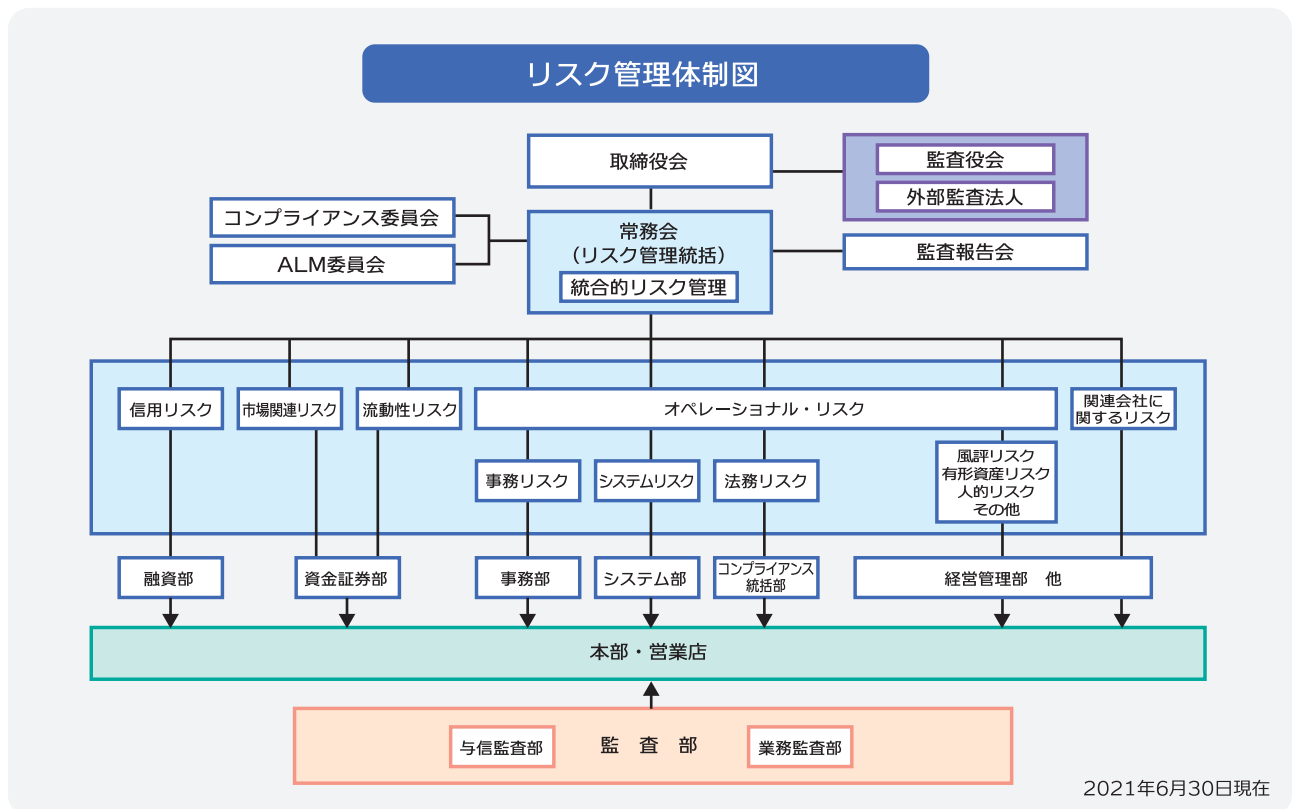 リスク管理体制図
取締役会
監査役会
外部監査法人
コンプライアンス委員会
ALM委員会
常務会
（リスク管理統括）
統合的リスク管理
監査報告会
信用リスク
市場関連リスク
流動性リスク
オペレーショナル・リスク
関連会社に
関するリスク
事務リスク
システムリスク
法務リスク
風評リスク
有形資産リスク
人的リスク
その他
融資部
資金証券部
事務部
システム部
コンプライアンス
統括部
経営管理部　他
本部・営業店
与信監査部
監　査　部
業務監査部
2021年6月30日現在